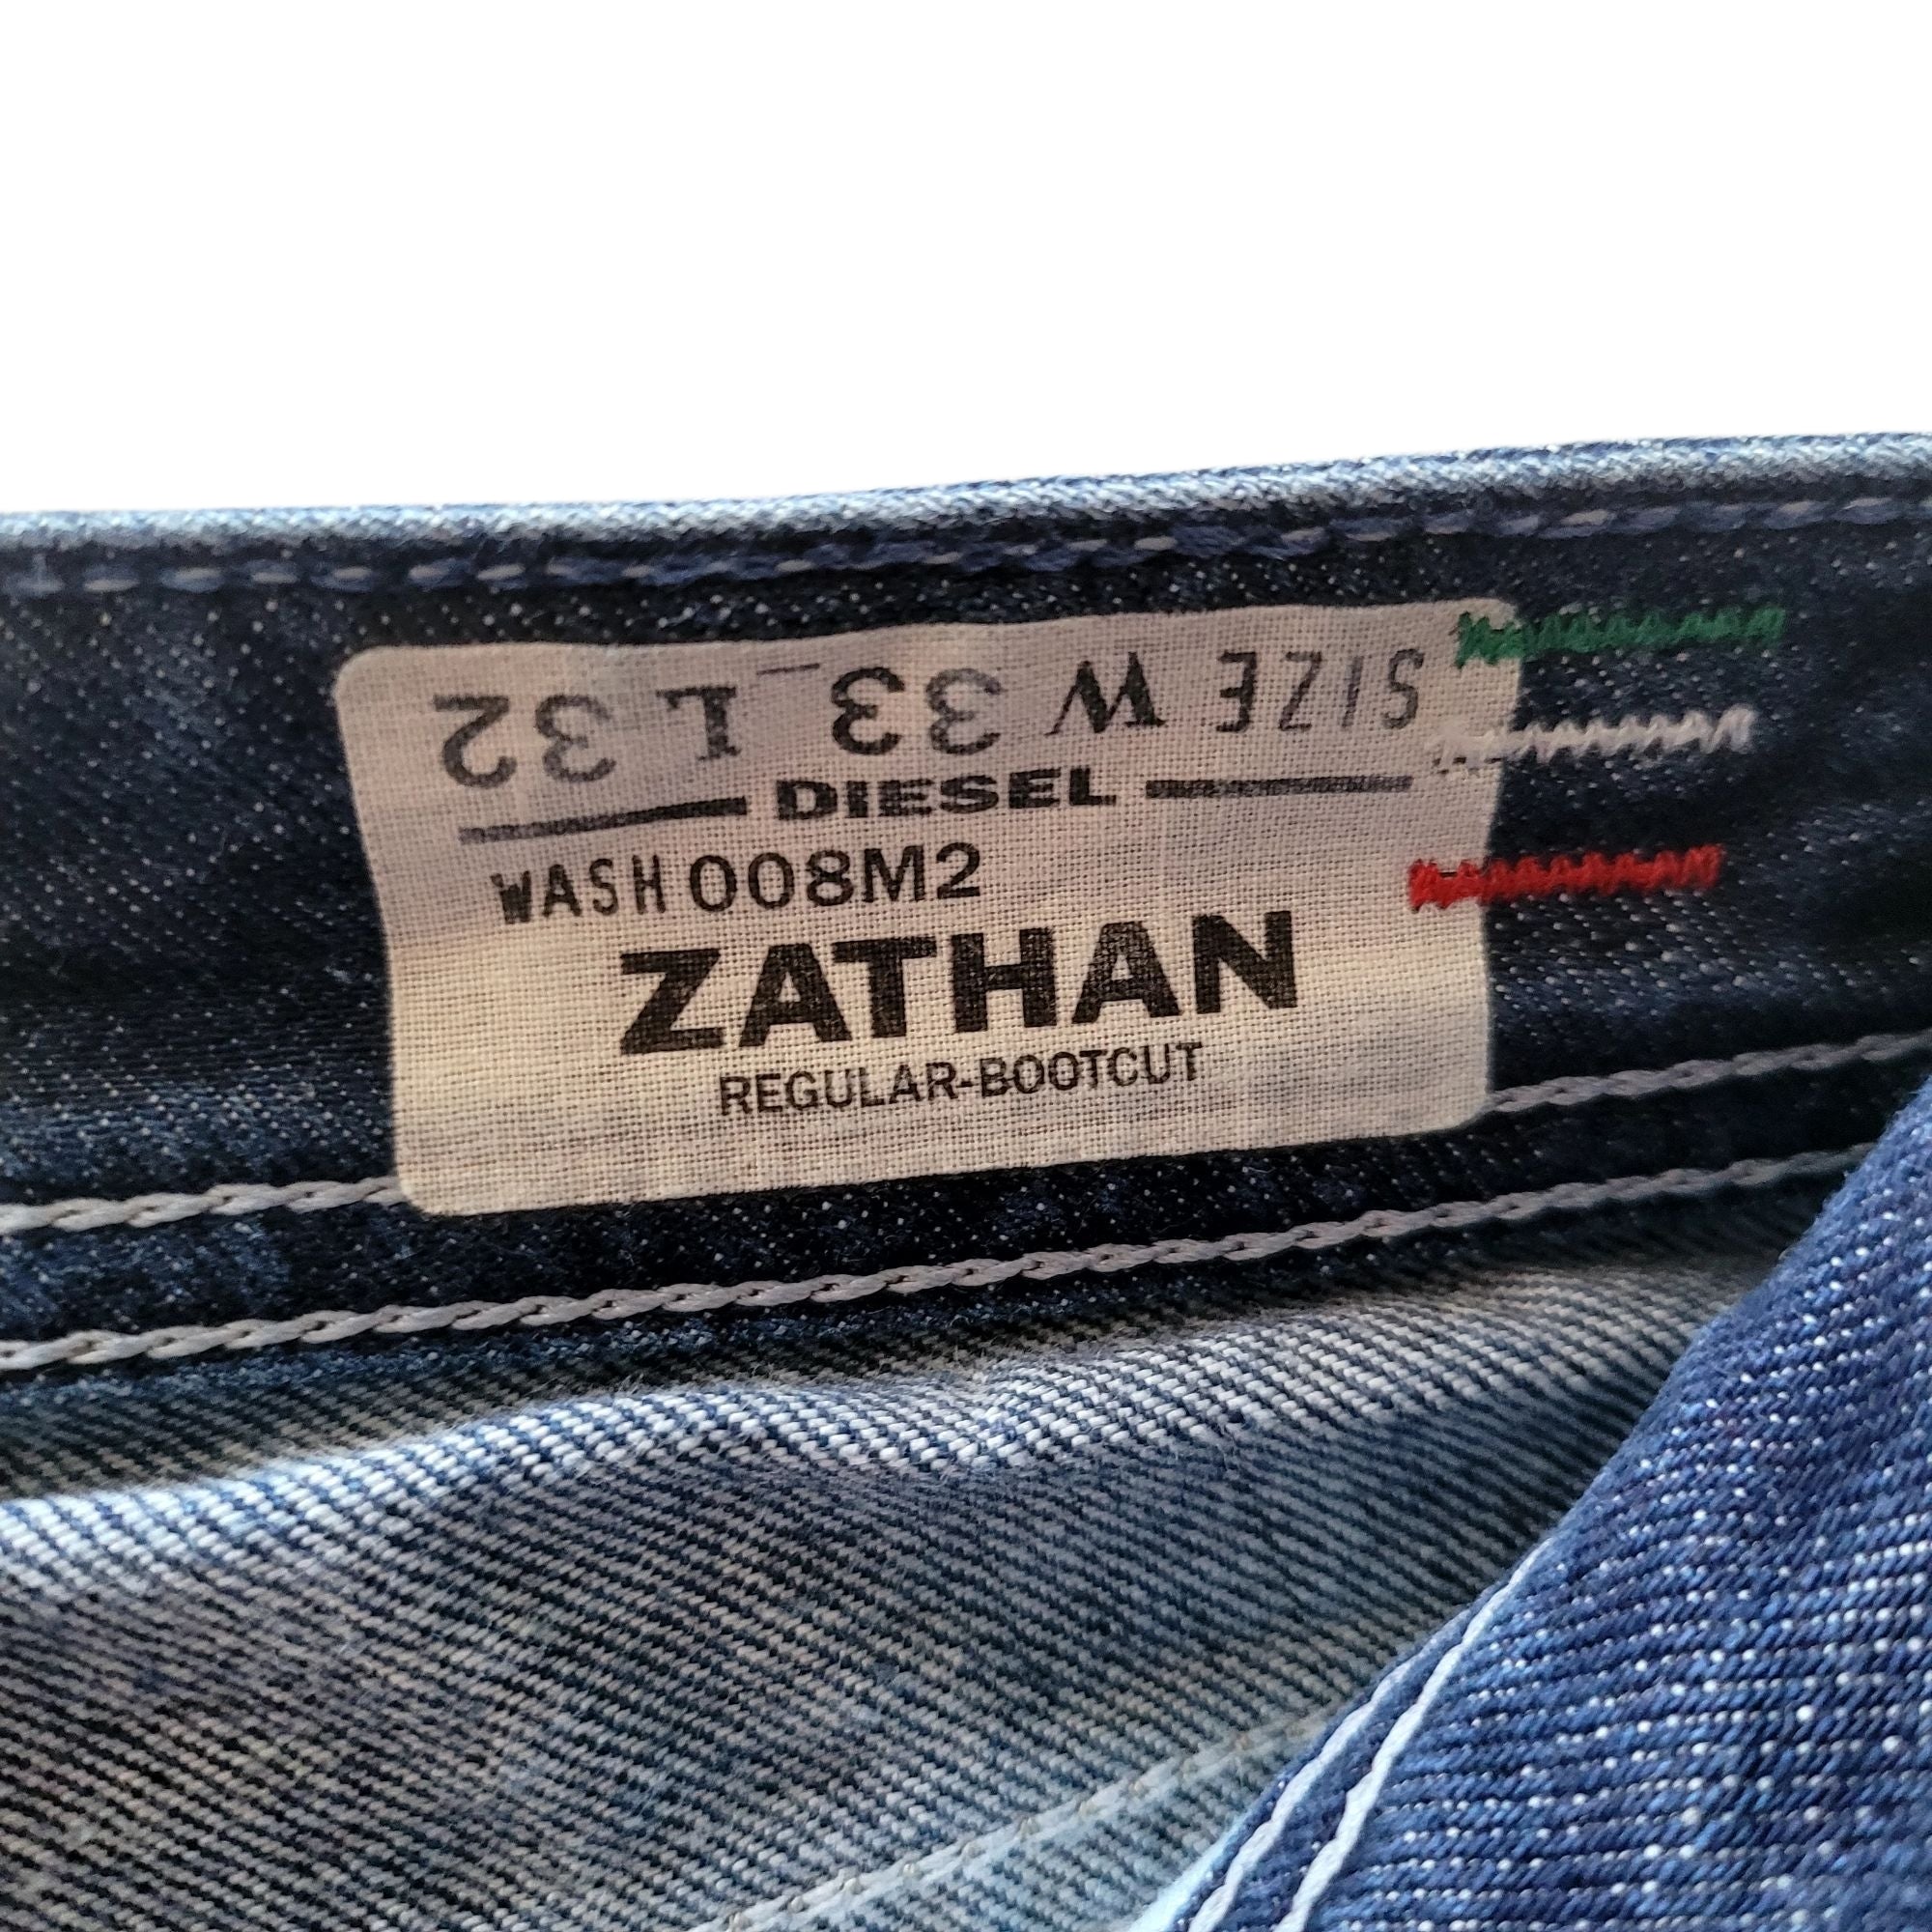 SIZE W 33 L 32
DIESEL
WASH 008M2
ZATHAN
REGULAR-BOOTCUT